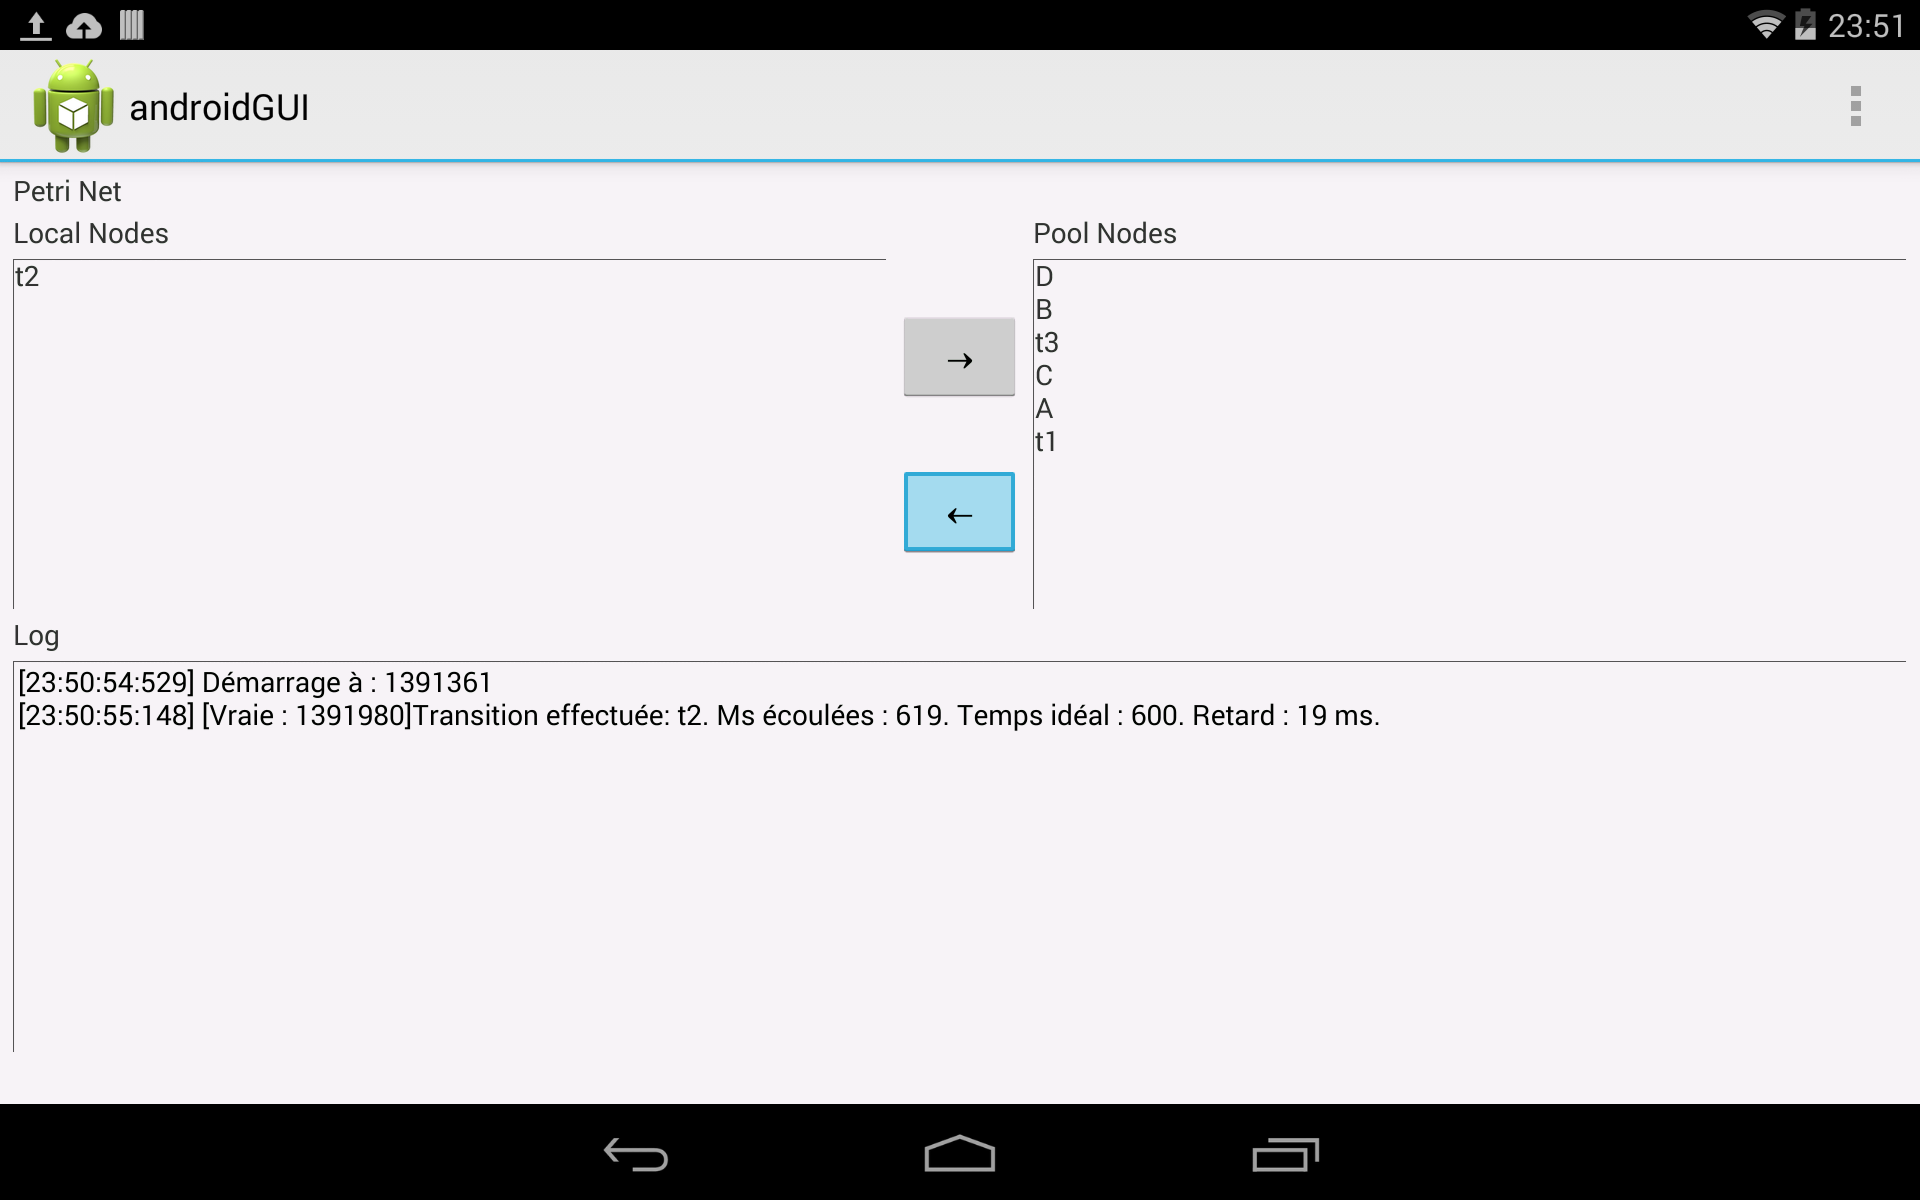 23:51
androidGUI
Petri Net
Local Nodes
t2
→
←
Pool Nodes
D
B
t3
C
A
t1
Log
[23:50:54:529] Démarrage à : 1391361
[23:50:55:148] [Vraie : 1391980]Transition effectuée: t2. Ms écoulées : 619. Temps idéal : 600. Retard : 19 ms.